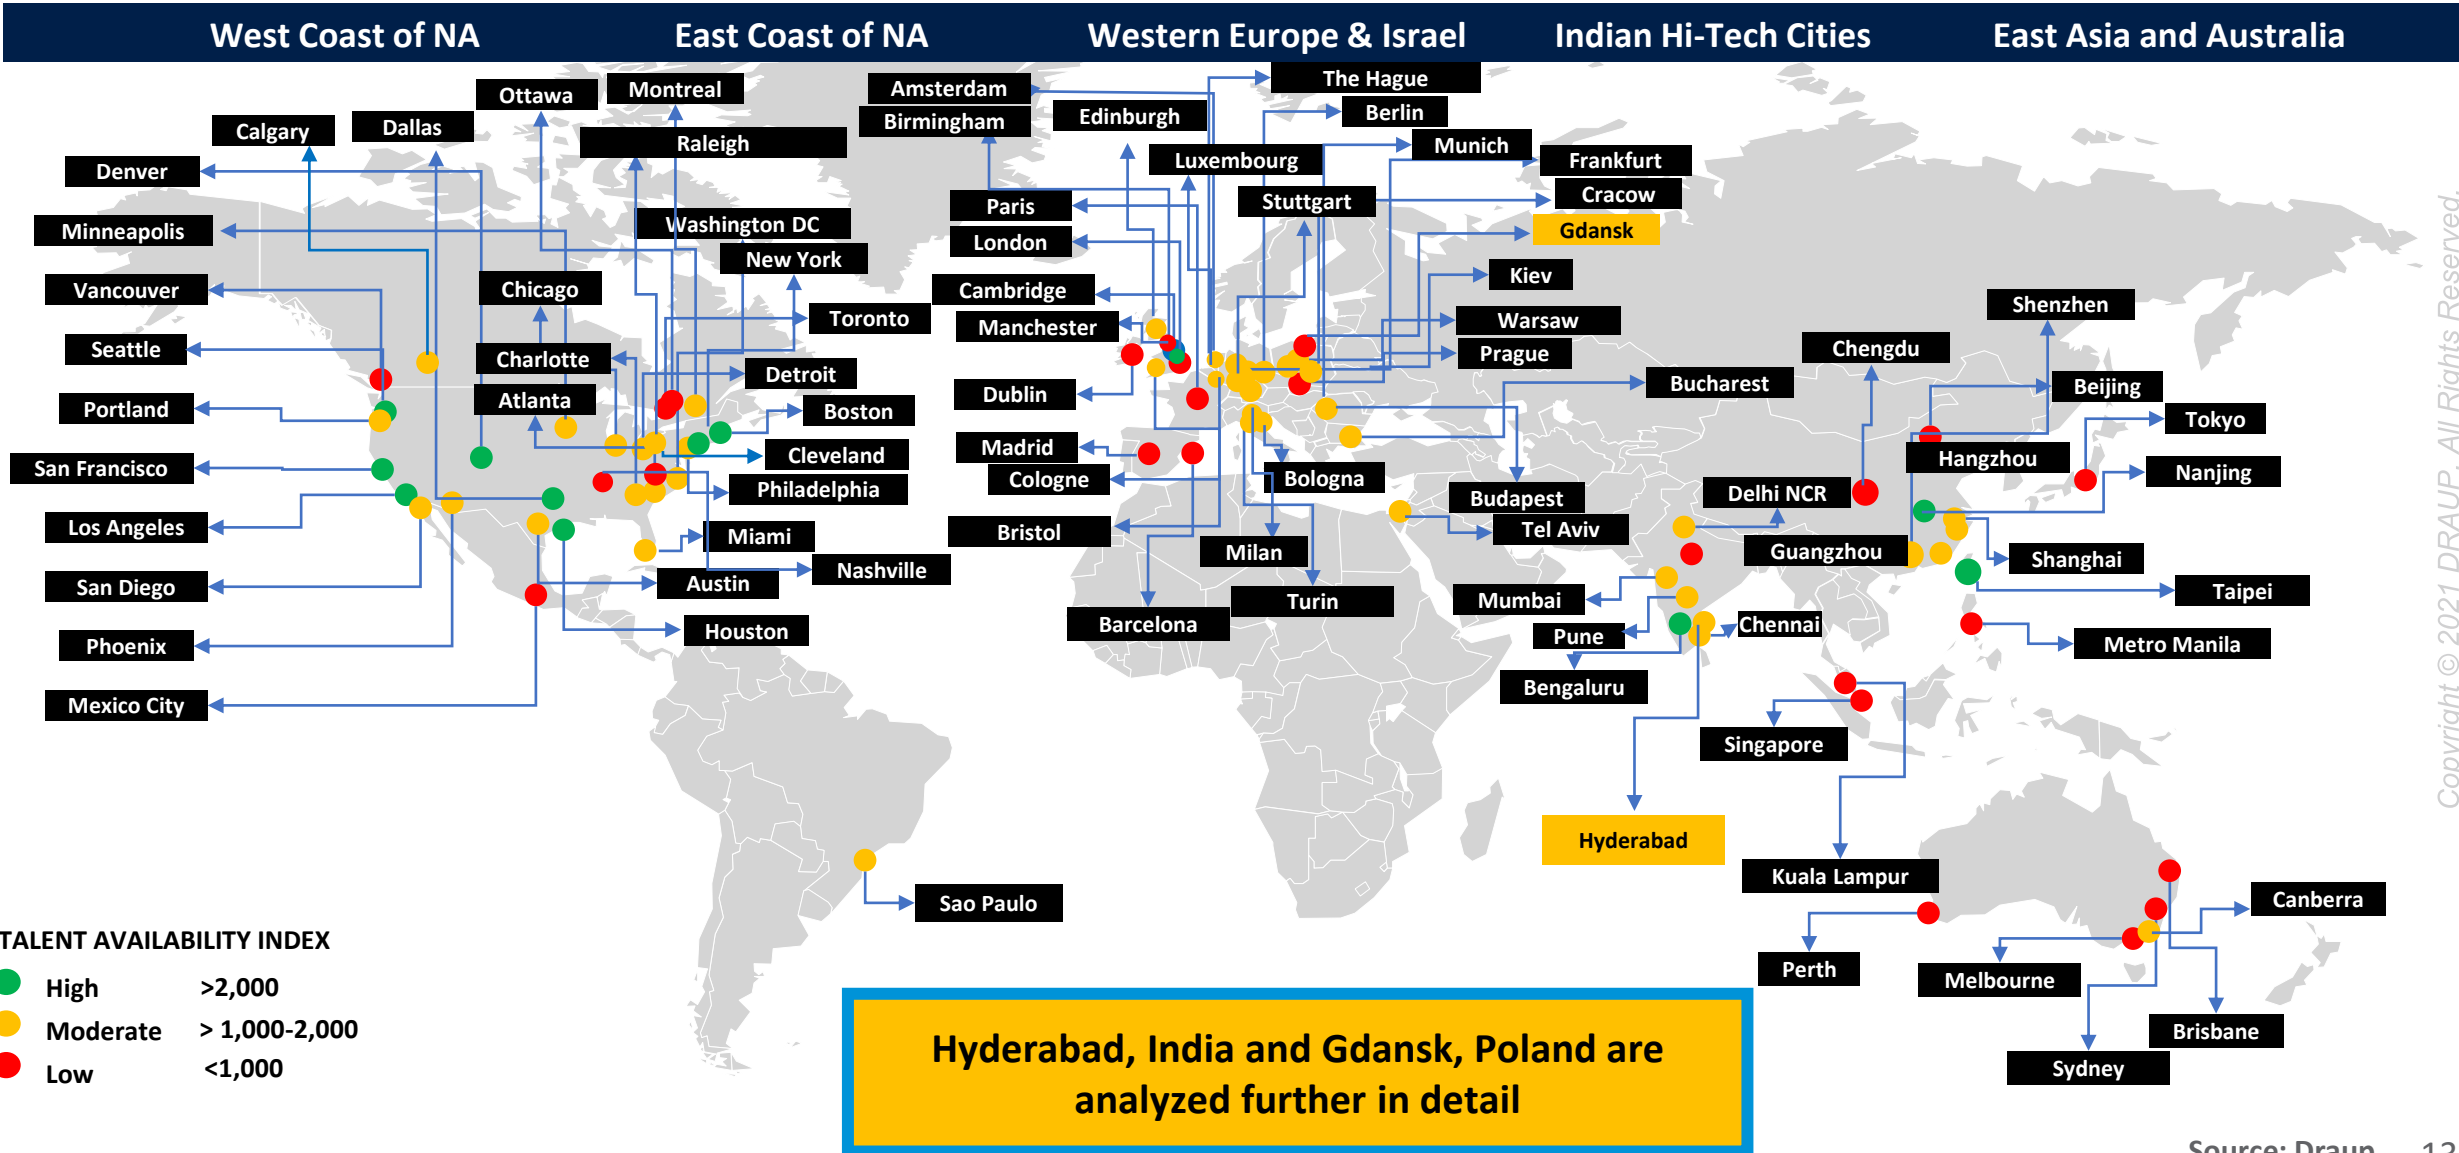 West Coast of NA
East Coast of NA
Western Europe & Israel
Indian Hi-Tech Cities
East Asia and Australia
Ottawa
Montreal
Calgary
Dallas
Raleigh
Denver
Minneapolis
Washington DC
New York
Vancouver
Chicago
Toronto
Seattle
Charlotte
Detroit
Portland
Atlanta
Boston
San Francisco
Cleveland
Philadelphia
Los Angeles
Miami
Nashville
San Diego
Austin
Phoenix
Houston
Mexico City
Sao Paulo
Amsterdam
Birmingham
Edinburgh
The Hague
Berlin
Luxembourg
Munich
Frankfurt
Cracow
Paris
Stuttgart
Gdansk
London
Kiev
Cambridge
Manchester
Warsaw
Prague
Dublin
Bucharest
Madrid
Cologne
Bologna
Budapest
Bristol
Milan
Tel Aviv
Turin
Barcelona
Shenzhen
Chengdu
Beijing
Tokyo
Hangzhou
Nanjing
Delhi NCR
Guangzhou
Shanghai
Taipei
Mumbai
Pune
Chennai
Metro Manila
Bengaluru
Singapore
Hyderabad
Kuala Lampur
Canberra
Perth
Melbourne
Brisbane
Sydney
TALENT AVAILABILITY INDEX
High >2,000
Moderate > 1,000-2,000
Low <1,000
Hyderabad, India and Gdansk, Poland are
analyzed further in detail
Copyright © 2021 DRAUP. All Rights Reserved.
Source: Draup